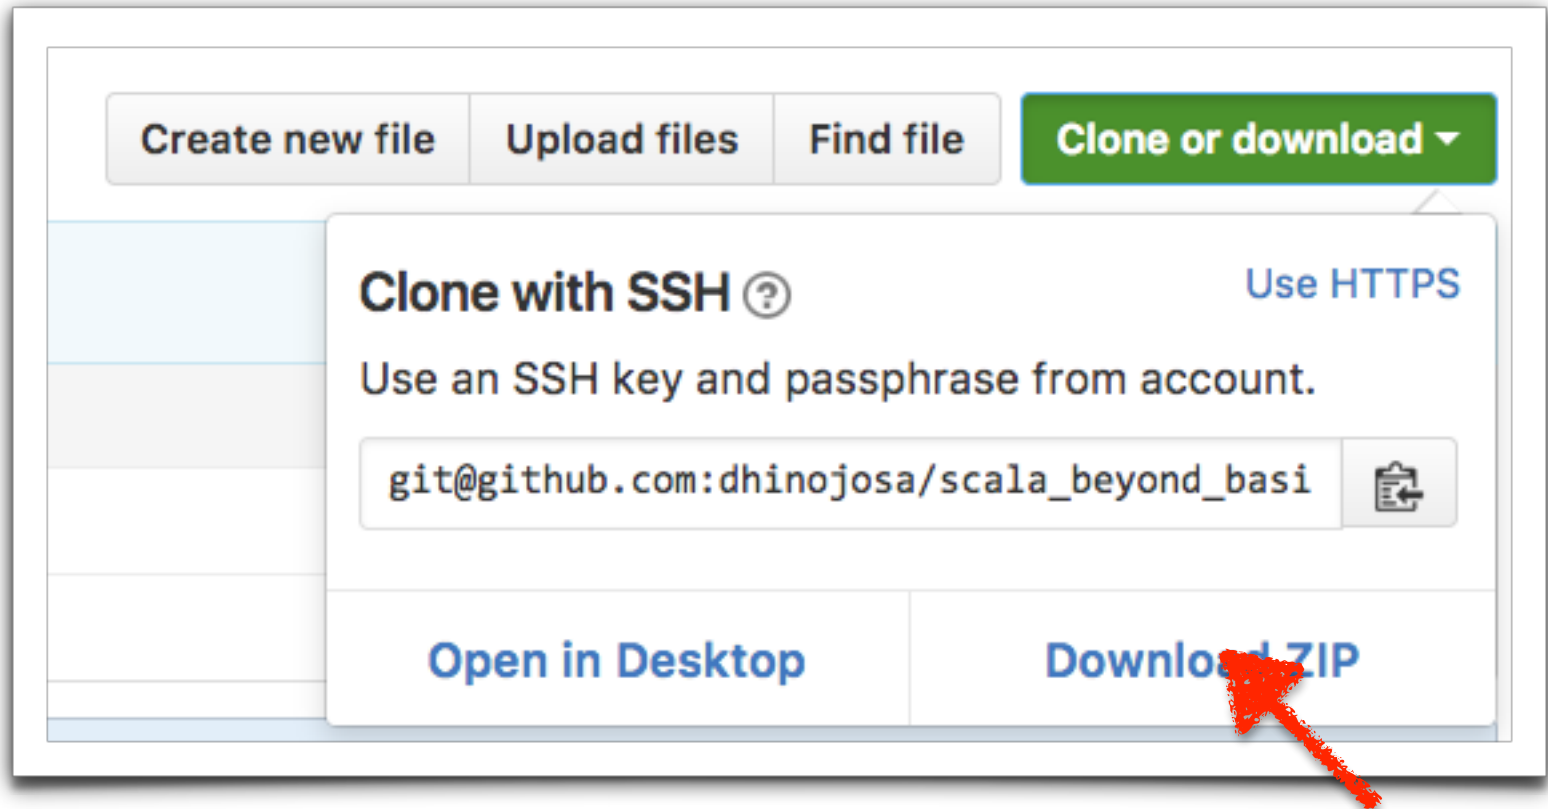 Create new file Upload files Find file Clone or download
Clone with SSH ? Use HTTPS
Use an SSH key and passphrase from account.
git@github.com:dhinojosa/scala_beyond_basi
Open in Desktop Download ZIP